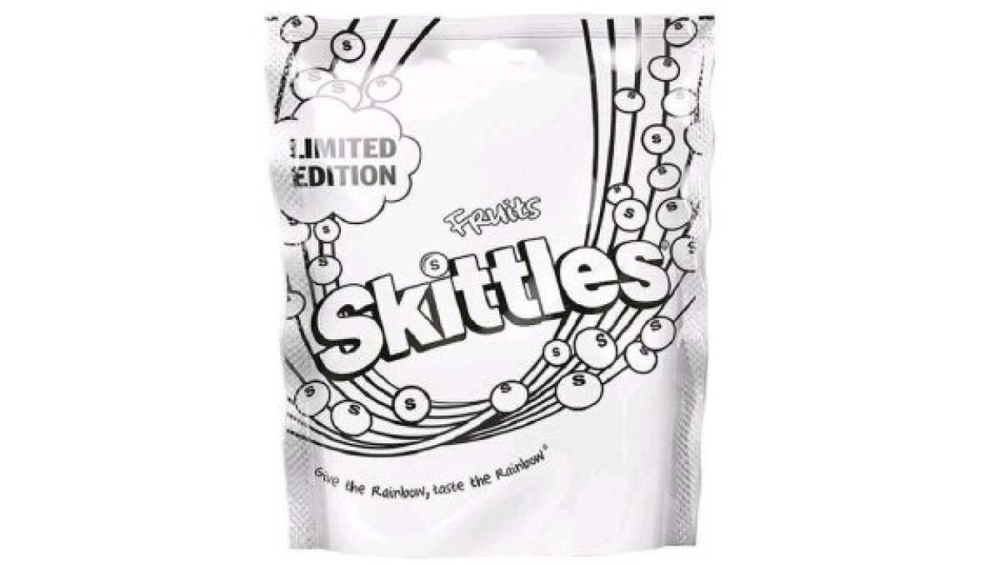 LIMITED
EDITION
Fruits
Skittles®
Give the Rainbow, taste the Rainbow®